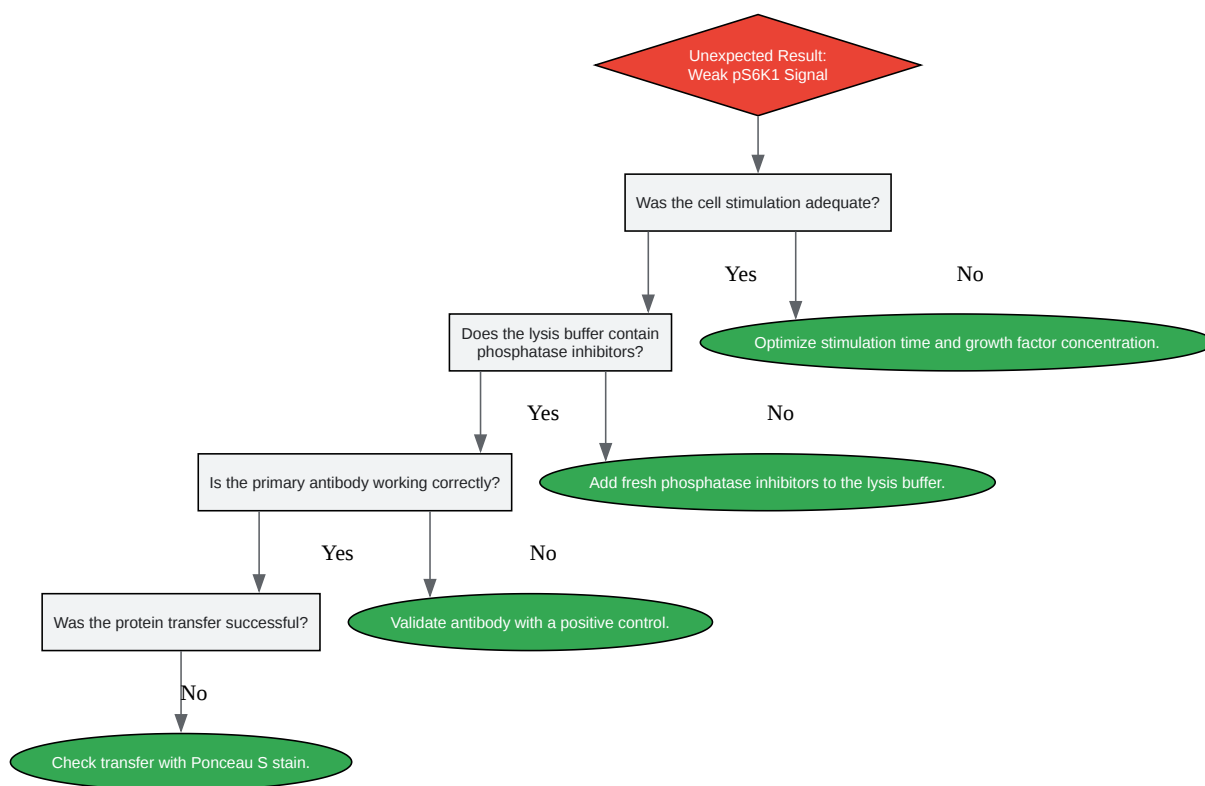 Unexpected Result:
Weak pS6K1 Signal
Was the cell stimulation adequate?
Yes
No
Does the lysis buffer contain
phosphatase inhibitors?
Optimize stimulation time and growth factor concentration.
Yes
No
Is the primary antibody working correctly?
Add fresh phosphatase inhibitors to the lysis buffer.
Yes
No
Was the protein transfer successful?
Validate antibody with a positive control.
No
Check transfer with Ponceau S stain.